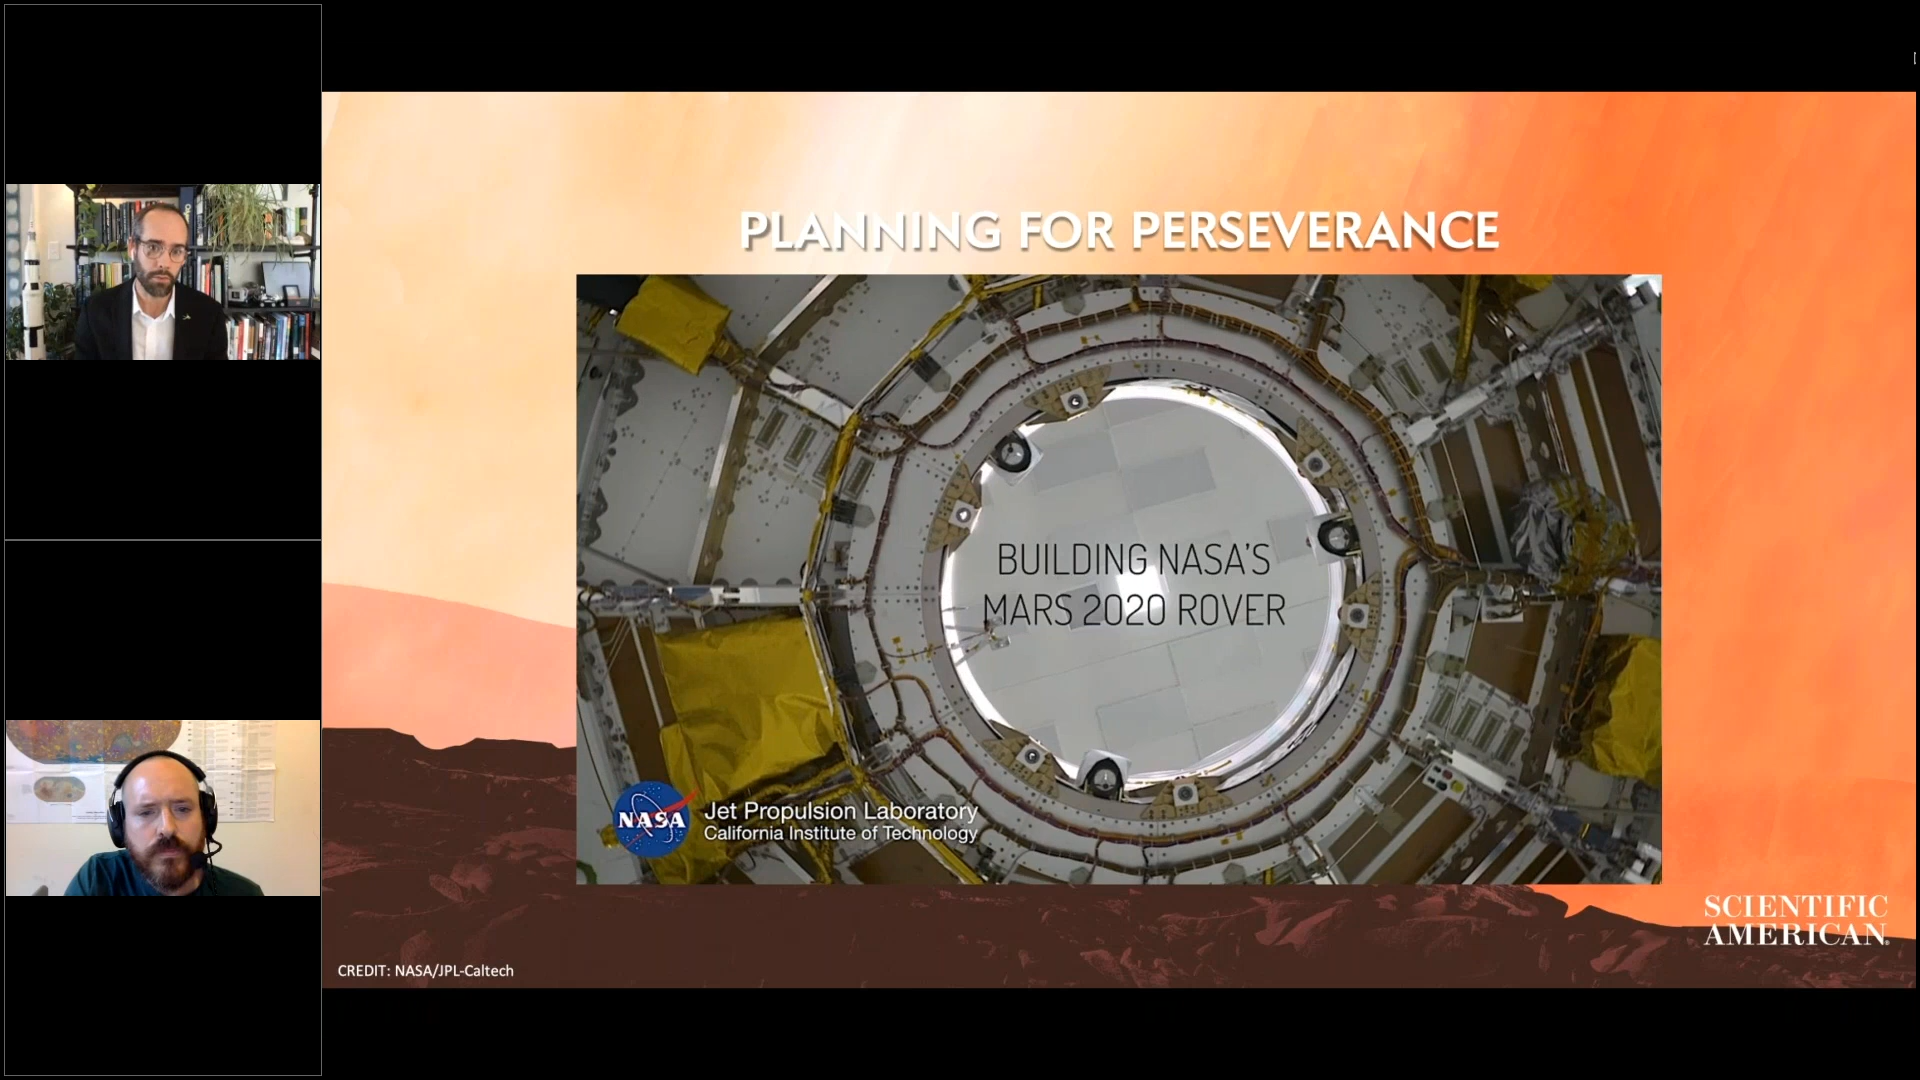 PLANNING FOR PERSEVERANCE
BUILDING NASA'S
MARS 2020 ROVER
NASA
Jet Propulsion Laboratory
California Institute of Technology
SCIENTIFIC
AMERICAN®
CREDIT: NASA/JPL-Caltech